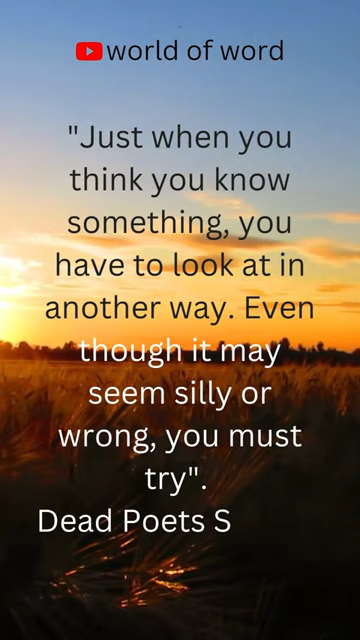 world of word
"Just when you
think you know
something, you
have to look at in
another way. Even
though it may
seem silly or
wrong, you must
try".
Dead Poets S